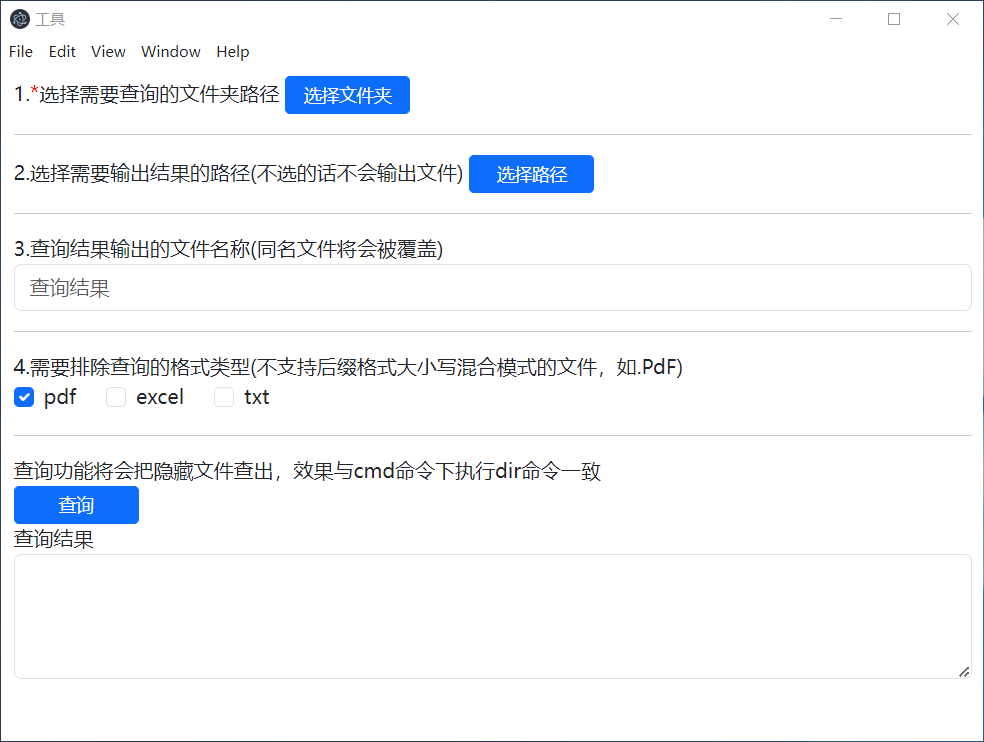 工具
File Edit View Window Help
1.*选择需要查询的文件夹路径 选择文件夹
2.选择需要输出结果的路径(不选的话不会输出文件) 选择路径
3.查询结果输出的文件名称(同名文件将会被覆盖)
查询结果
4.需要排除查询的格式类型(不支持后缀格式大小写混合模式的文件，如.PdF)
pdf excel txt
查询功能将会把隐藏文件查出，效果与cmd命令下执行dir命令一致
查询
查询结果